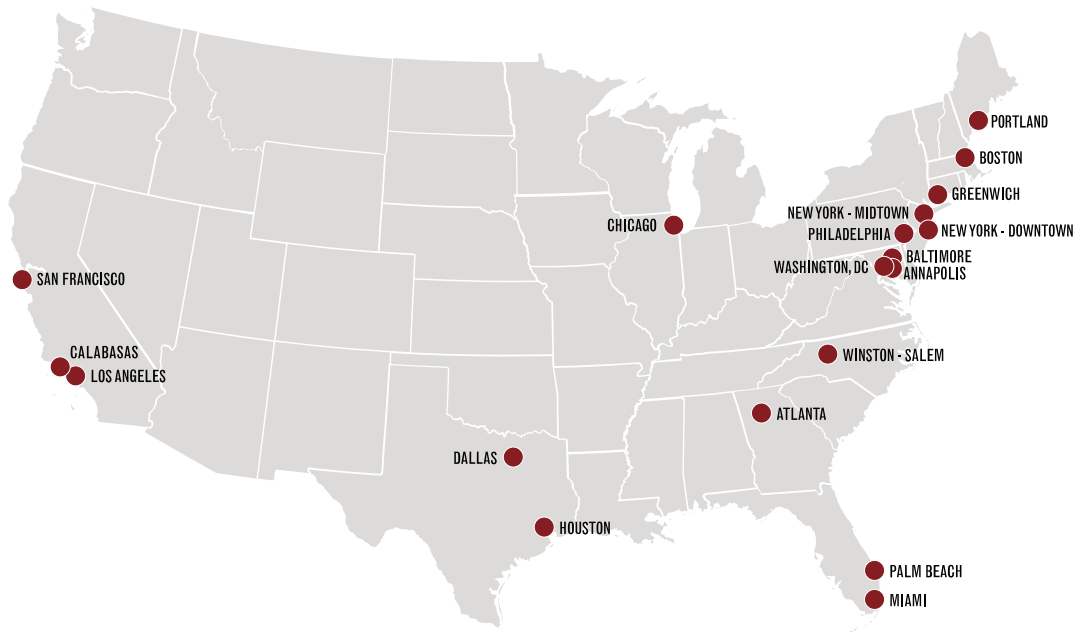 PORTLAND
BOSTON
GREENWICH
NEW YORK - MIDTOWN
CHICAGO
PHILADELPHIA
NEW YORK - DOWNTOWN
BALTIMORE
WASHINGTON, DC
ANNAPOLIS
SAN FRANCISCO
CALABASAS
WINSTON - SALEM
LOS ANGELES
ATLANTA
DALLAS
HOUSTON
PALM BEACH
MIAMI